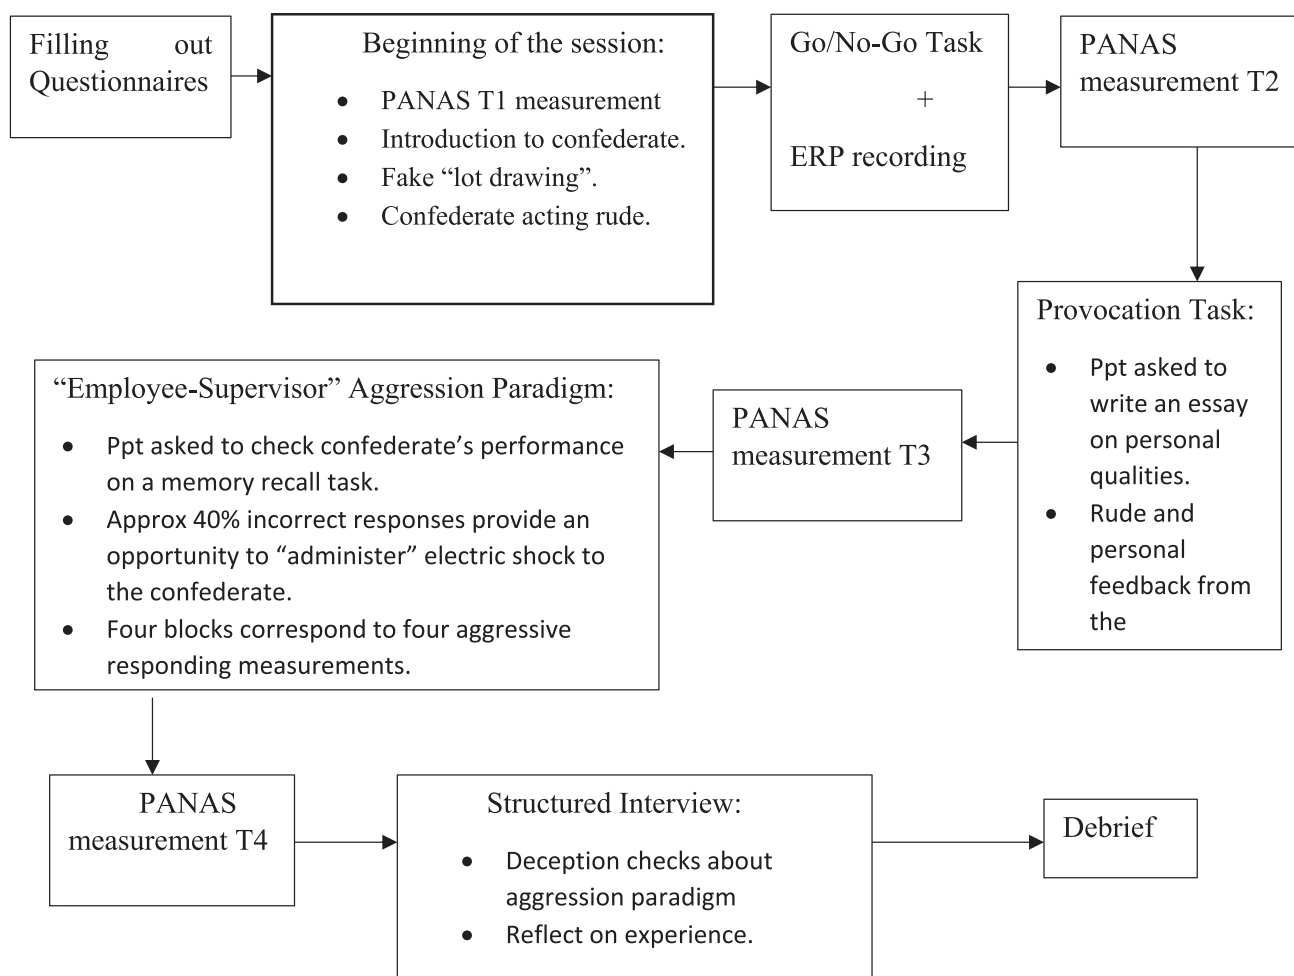 Filling out
Questionnaires
Beginning of the session:
• PANAS T1 measurement
• Introduction to confederate.
• Fake “lot drawing”.
• Confederate acting rude.
Go/No-Go Task
+
ERP recording
PANAS
measurement T2
Provocation Task:
• Ppt asked to
write an essay
on personal
qualities.
• Rude and
personal
feedback from
the
PANAS
measurement T3
“Employee-Supervisor” Aggression Paradigm:
• Ppt asked to check confederate’s performance
on a memory recall task.
• Approx 40% incorrect responses provide an
opportunity to “administer” electric shock to
the confederate.
• Four blocks correspond to four aggressive
responding measurements.
PANAS
measurement T4
Structured Interview:
• Deception checks about
aggression paradigm
• Reflect on experience.
Debrief